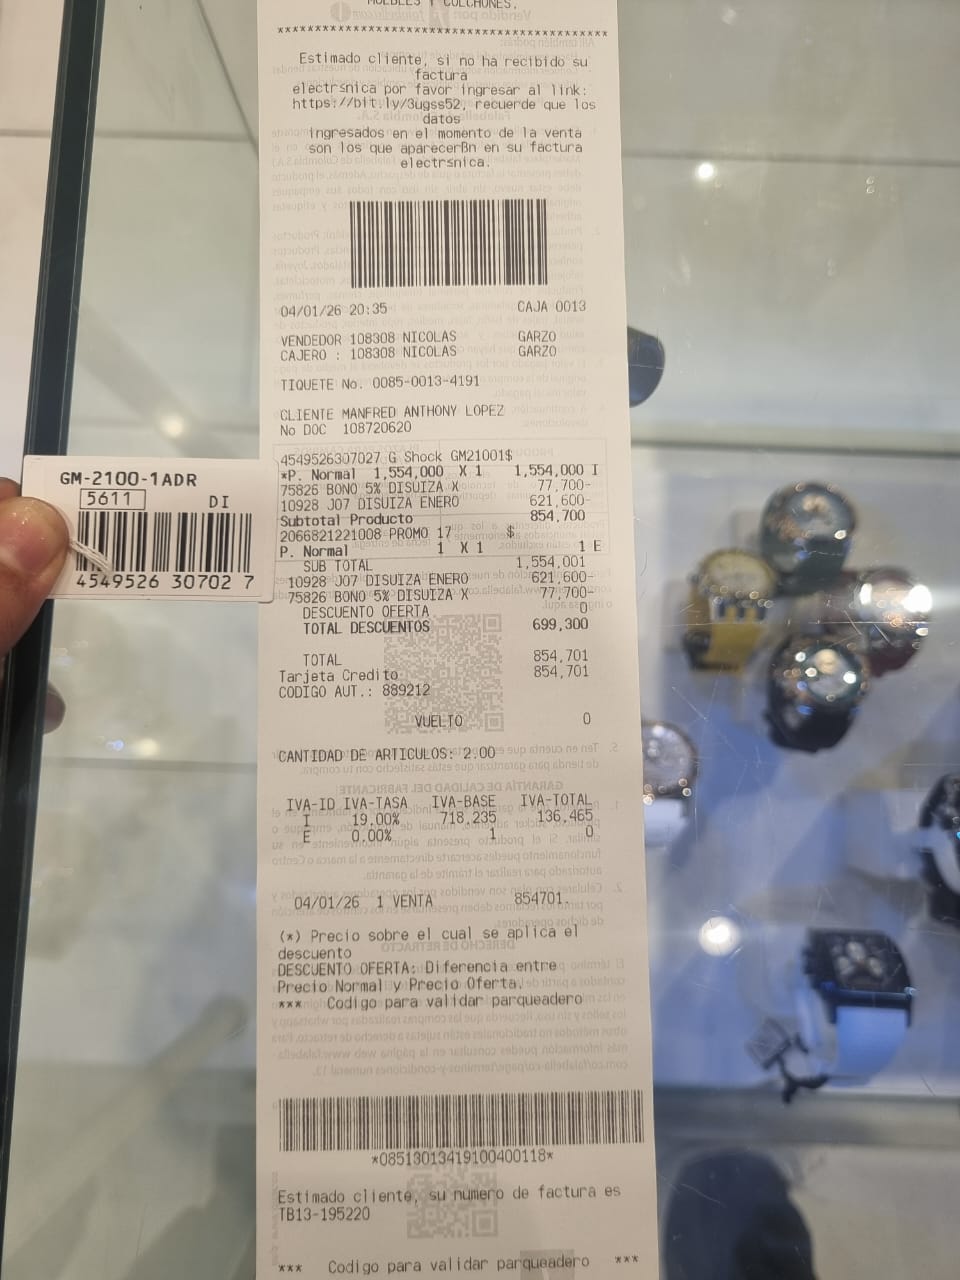 MUEBLES Y COLCHONES.
******************************************
Estimado cliente, si no ha recibido su
factura
electrsnica por favor ingresar al link:
https://bit.ly/3ugss52, recuerde que los
datos
ingresados en el momento de la venta
son los que aparecerßn en su factura
electrsnica.
04/01/26 20:35 CAJA 0013
VENDEDOR 108308 NICOLAS GARZO
CAJERO : 108308 NICOLAS GARZO
TIQUETE No. 0085-0013-4191
CLIENTE MANFRED ANTHONY LOPEZ
No DOC 108720620
4549526307027 G Shock GM21001$
*P. Normal 1,554,000 X 1 1,554,000 I
75826 BONO 5% DISUIZA X 77,700-
10928 J07 DISUIZA ENERO 621,600-
Subtotal Producto 854,700
2066821221008 PROMO 17 $
P. Normal 1 X 1 1 E
SUB TOTAL 1,554,001
10928 J07 DISUIZA ENERO 621,600-
75826 BONO 5% DISUIZA X 77,700-
DESCUENTO OFERTA 0
TOTAL DESCUENTOS 699,300
TOTAL 854,701
Tarjeta Credito 854,701
CODIGO AUT.: 889212
VUELTO 0
CANTIDAD DE ARTICULOS: 2.00
IVA-ID IVA-TASA IVA-BASE IVA-TOTAL
I 19.00% 718,235 136,465
E 0.00% 1 0
04/01/26 1 VENTA 854701.
(*) Precio sobre el cual se aplica el
descuento
DESCUENTO OFERTA: Diferencia entre
Precio Normal y Precio Oferta.
*** Codigo para validar parqueadero
*08513013419100400118*
Estimado cliente, su numero de factura es
TB13-195220
*** Codigo para validar parqueadero ***
GM-2100-1ADR
5611 DI
4549526 30702 7